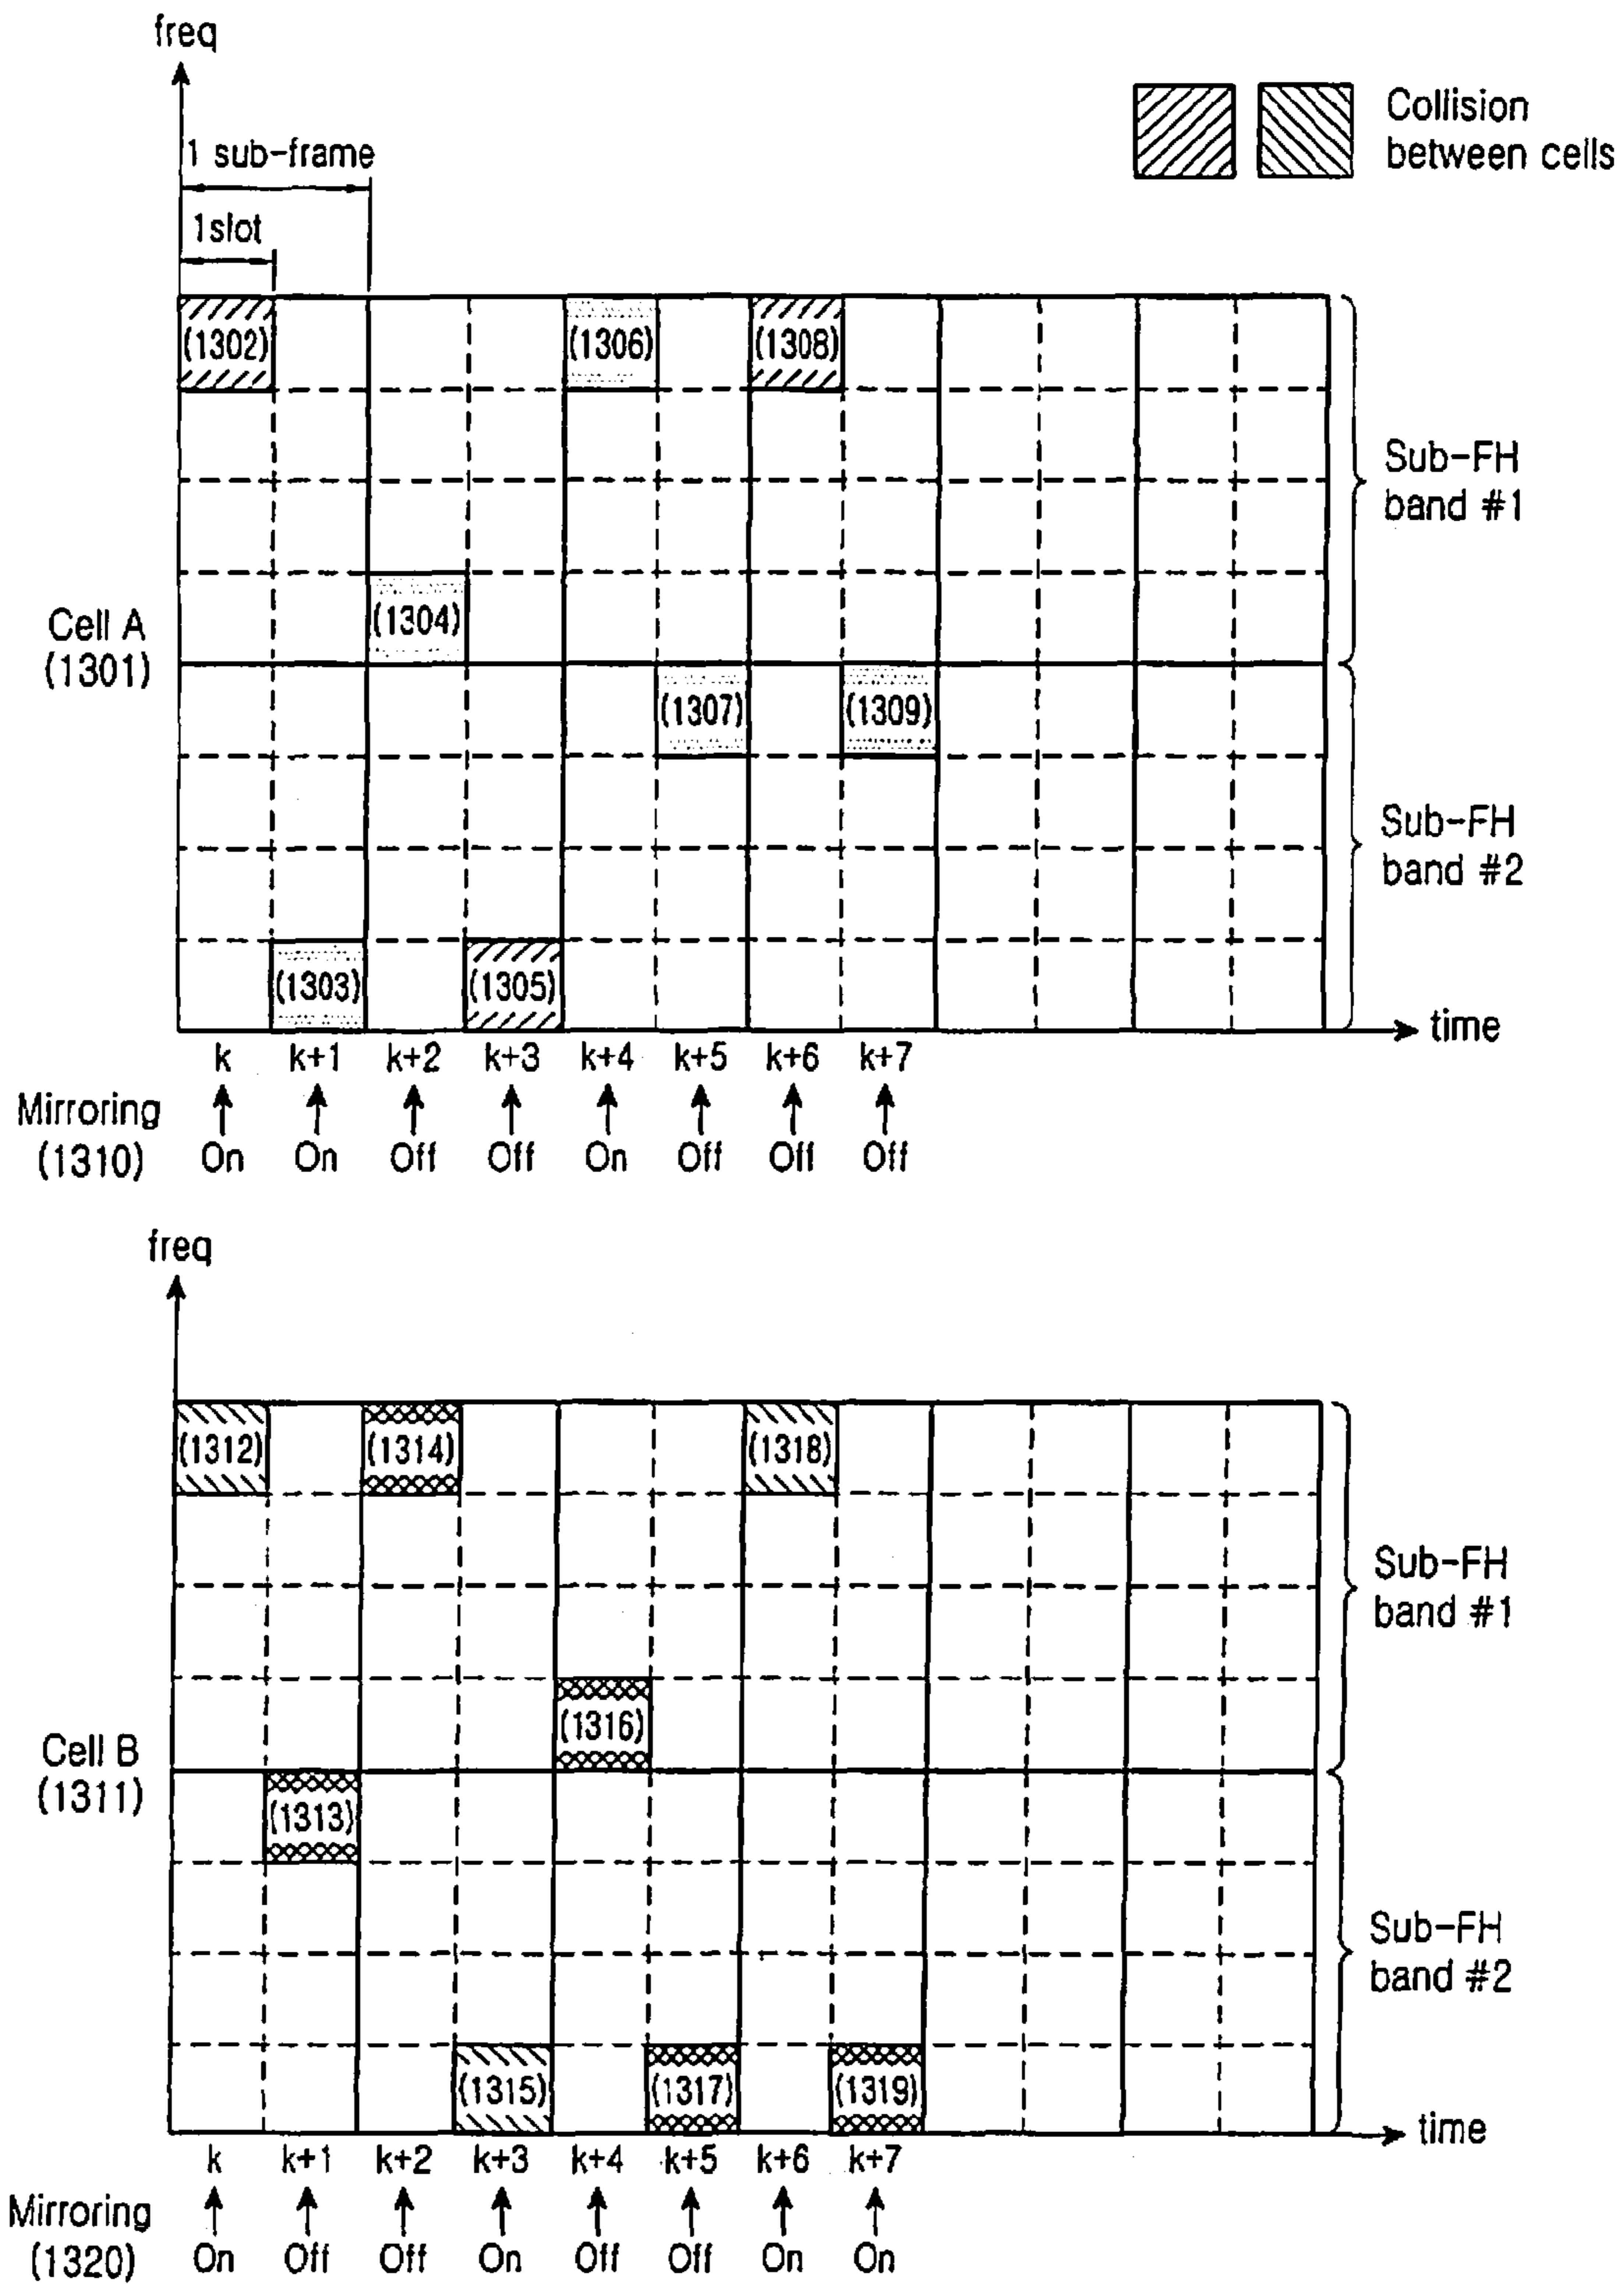 freq
1 sub-frame
1slot
Collision
between cells
(1302)
(1306)
(1308)
Sub-FH
band #1
(1304)
Cell A
(1301)
(1307)
(1309)
Sub-FH
band #2
(1303)
(1305)
time
k k+1 k+2 k+3 k+4 k+5 k+6 k+7
Mirroring
(1310)
On On Off Off On Off Off Off
freq
(1312)
(1314)
(1318)
Sub-FH
band #1
(1316)
Cell B
(1311)
(1313)
Sub-FH
band #2
(1315)
(1317)
(1319)
time
k k+1 k+2 k+3 k+4 k+5 k+6 k+7
Mirroring
(1320)
On Off Off On Off Off On On